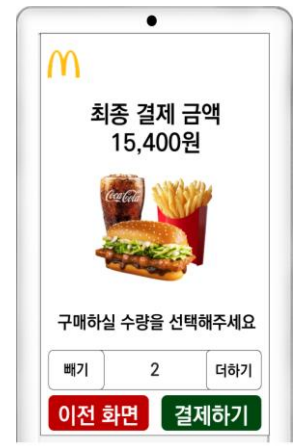 최종 결제 금액
15,400원
Coca-Cola
구매하실 수량을 선택해주세요
빼기 2 더하기
이전 화면 결제하기